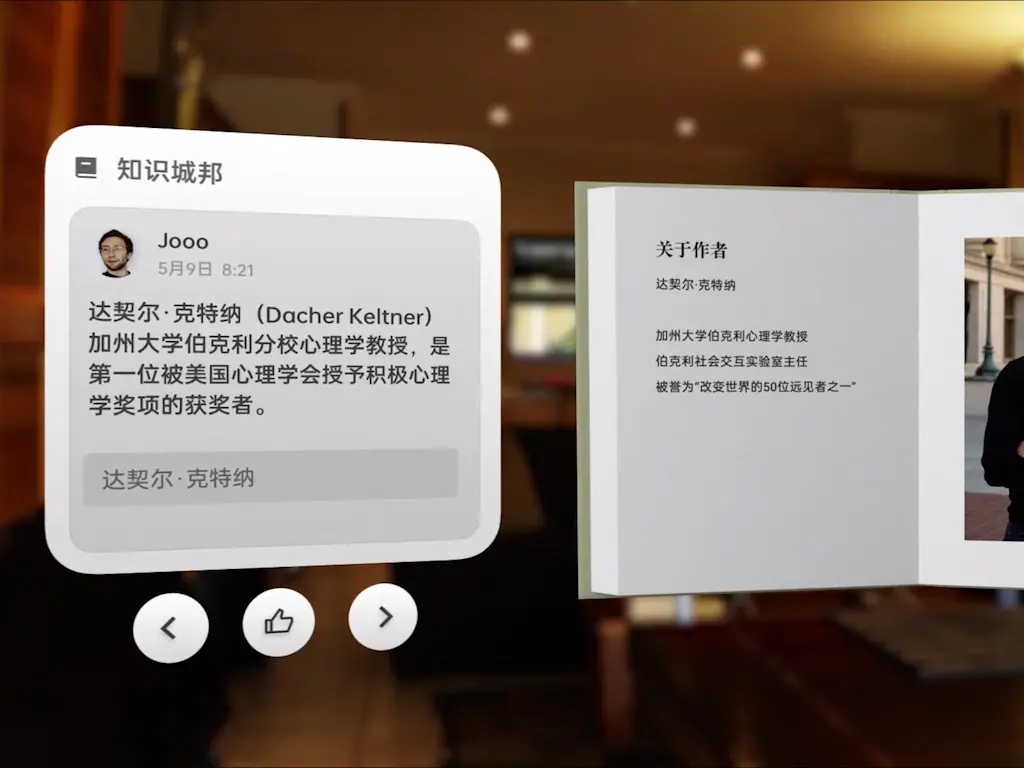 知识城邦
Jooo
5月9日 8:21
达契尔·克特纳（Dacher Keltner）
加州大学伯克利分校心理学教授，是
第一位被美国心理学会授予积极心理
学奖项的获奖者。
达契尔·克特纳
关于作者
达契尔·克特纳
加州大学伯克利心理学教授
伯克利社会交互实验室主任
被誉为“改变世界的50位远见者之一”